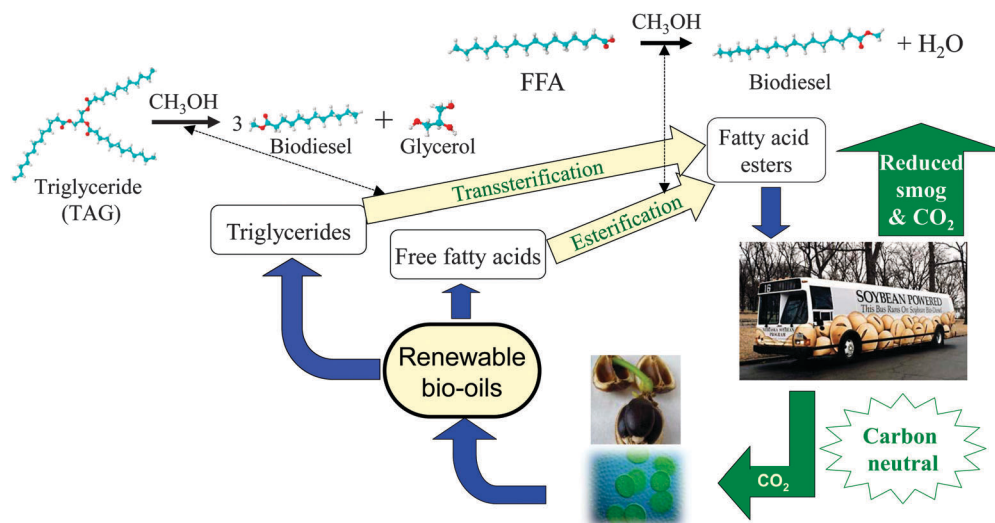 CH₃OH
FFA
Biodiesel
+ H₂O
CH₃OH
3
Biodiesel
+
Glycerol
Triglyceride
(TAG)
Transsterification
Esterification
Fatty acid
esters
Reduced
smog
& CO₂
Triglycerides
Free fatty acids
Renewable
bio-oils
16
SOYBEAN POWERED
This Bus Runs On Soybean Bio-Diesel
Carbon
neutral
CO₂